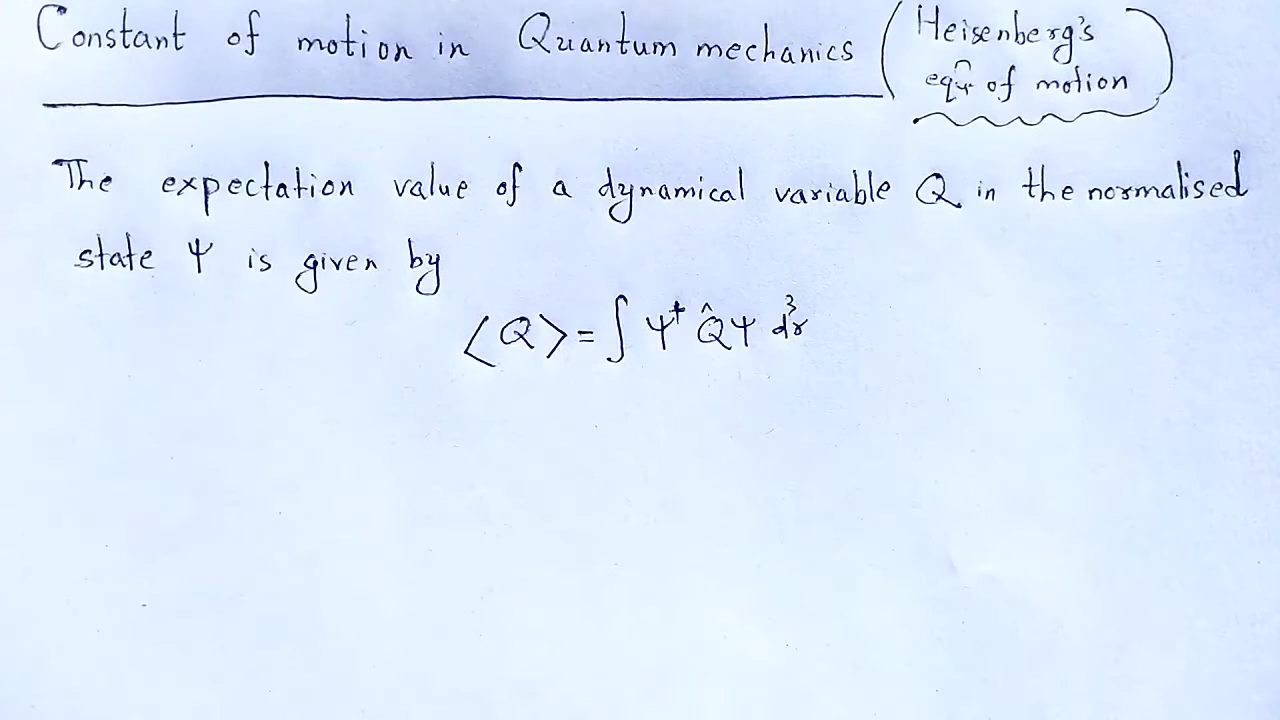 Constant of motion in Quantum mechanics (Heisenberg's
eqⁿ of motion)
The expectation value of a dynamical variable Q in the normalised
state Ψ is given by
⟨Q⟩ = ∫ Ψ† Q̂ Ψ d³r